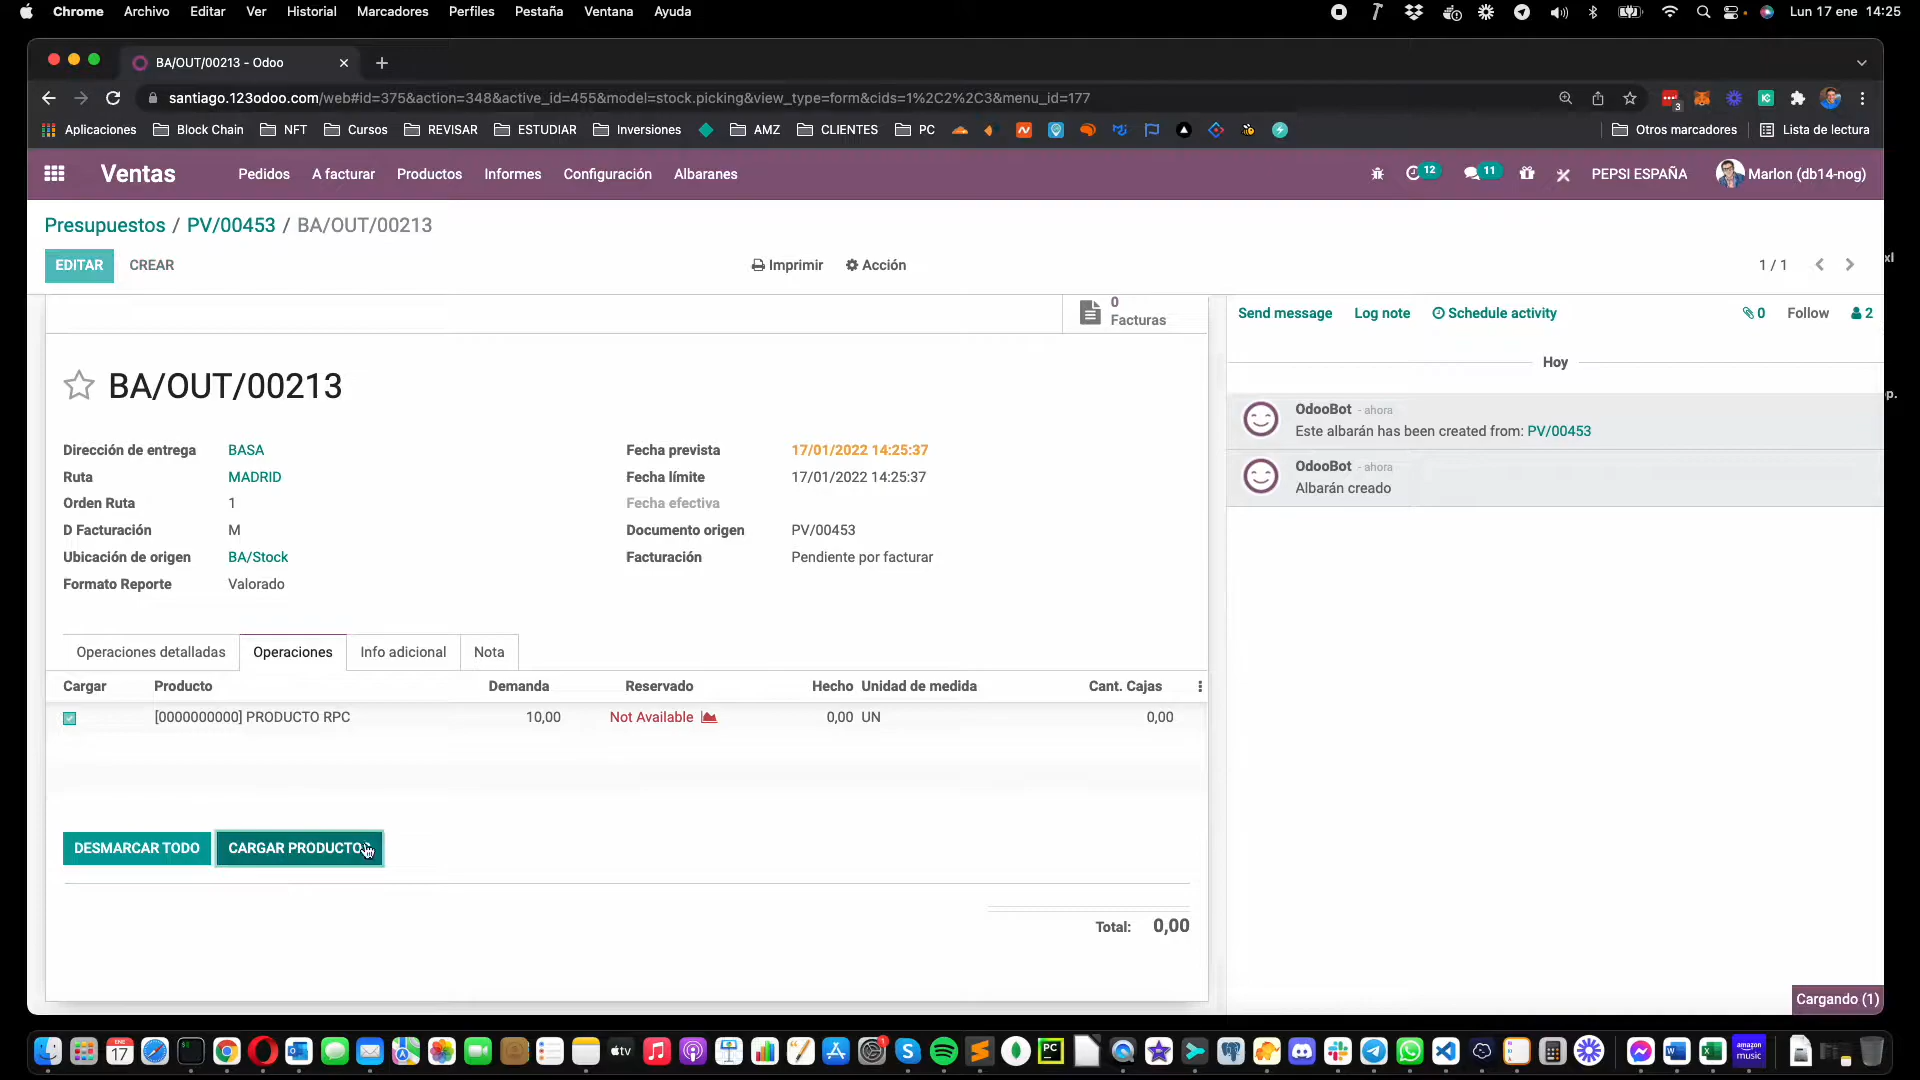 Chrome Archivo Editar Ver Historial Marcadores Perfiles Pestaña Ventana Ayuda Lun 17 ene 14:25
BA/OUT/00213 - Odoo
santiago.123odoo.com/web#id=375&action=348&active_id=455&model=stock.picking&view_type=form&cids=1%2C2%2C3&menu_id=177
Aplicaciones Block Chain NFT Cursos REVISAR ESTUDIAR Inversiones AMZ CLIENTES PC Otros marcadores Lista de lectura
Ventas Pedidos A facturar Productos Informes Configuración Albaranes 12 11 PEPSI ESPAÑA Marlon (db14-nog)
Presupuestos / PV/00453 / BA/OUT/00213
EDITAR CREAR Imprimir Acción 1 / 1
0
Facturas
Send message Log note Schedule activity 0 Follow 2
Hoy
BA/OUT/00213
OdooBot - ahora
Este albarán has been created from: PV/00453
OdooBot - ahora
Albarán creado
Dirección de entrega BASA Fecha prevista 17/01/2022 14:25:37
Ruta MADRID Fecha límite 17/01/2022 14:25:37
Orden Ruta 1 Fecha efectiva
D Facturación M Documento origen PV/00453
Ubicación de origen BA/Stock Facturación Pendiente por facturar
Formato Reporte Valorado
Operaciones detalladas Operaciones Info adicional Nota
Cargar Producto Demanda Reservado Hecho Unidad de medida Cant. Cajas
[0000000000] PRODUCTO RPC 10,00 Not Available 0,00 UN 0,00
DESMARCAR TODO CARGAR PRODUCTOS
Total: 0,00
Cargando (1)